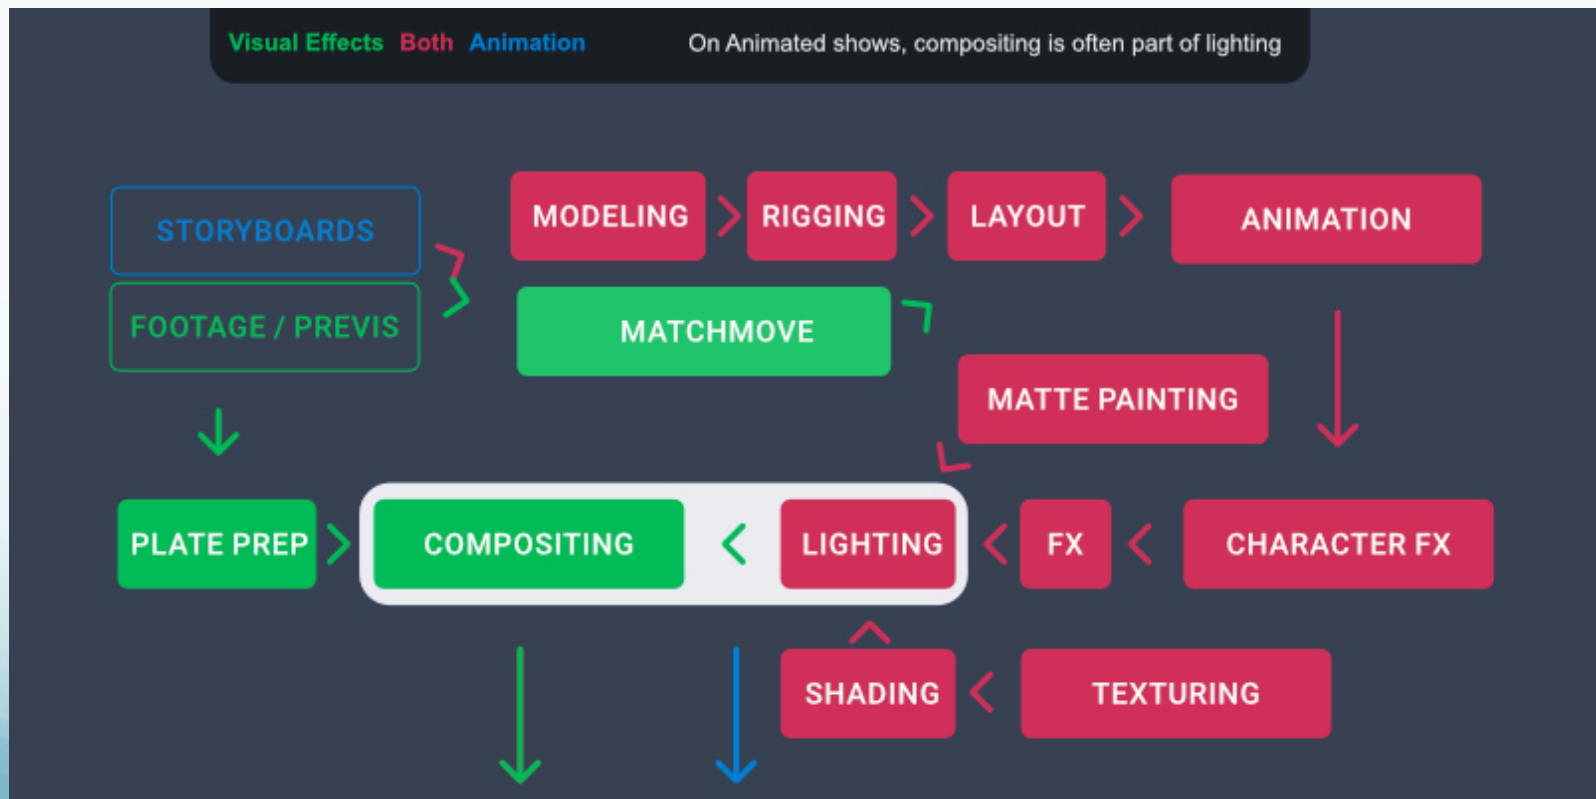 Visual Effects Both Animation
On Animated shows, compositing is often part of lighting
STORYBOARDS
FOOTAGE / PREVIS
MODELING
RIGGING
LAYOUT
ANIMATION
MATCHMOVE
MATTE PAINTING
PLATE PREP
COMPOSITING
LIGHTING
FX
CHARACTER FX
SHADING
TEXTURING